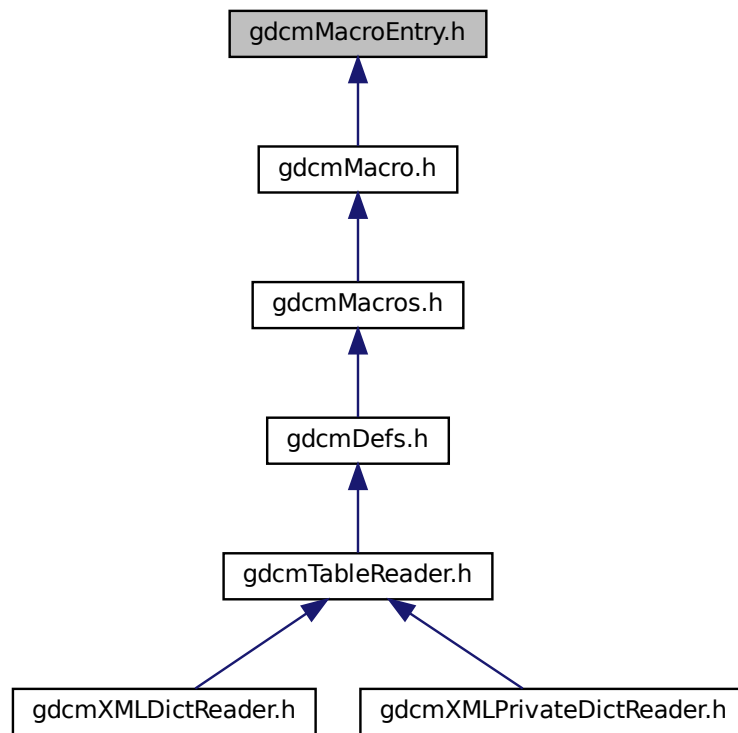 gdcmMacroEntry.h
gdcmMacro.h
gdcmMacros.h
gdcmDefs.h
gdcmTableReader.h
gdcmXMLDictReader.h
gdcmXMLPrivateDictReader.h